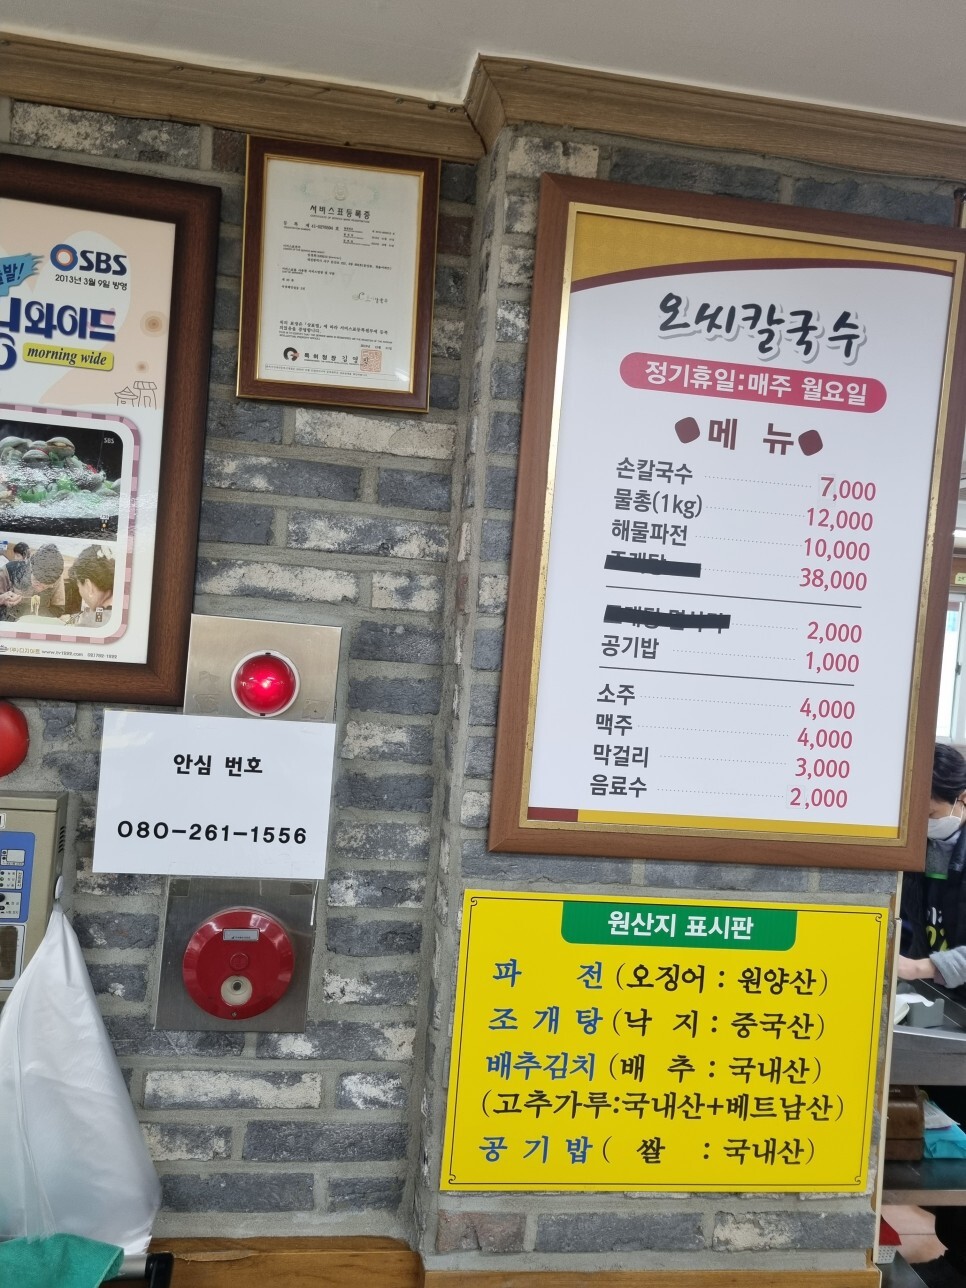 SBS
2013년 3월 9일 방영
와이드
morning wide
서비스표등록증
특허청장
안심 번호
080-261-1556
오씨칼국수
정기휴일:매주 월요일
메 뉴
손칼국수 7,000
물총(1kg) 12,000
해물파전 10,000
38,000
2,000
공기밥 1,000
소주 4,000
맥주 4,000
막걸리 3,000
음료수 2,000
원산지 표시판
파 전 (오징어 : 원양산)
조 개 탕 (낙 지 : 중국산)
배추김치 (배 추 : 국내산)
(고추가루:국내산+베트남산)
공 기 밥 ( 쌀 : 국내산)